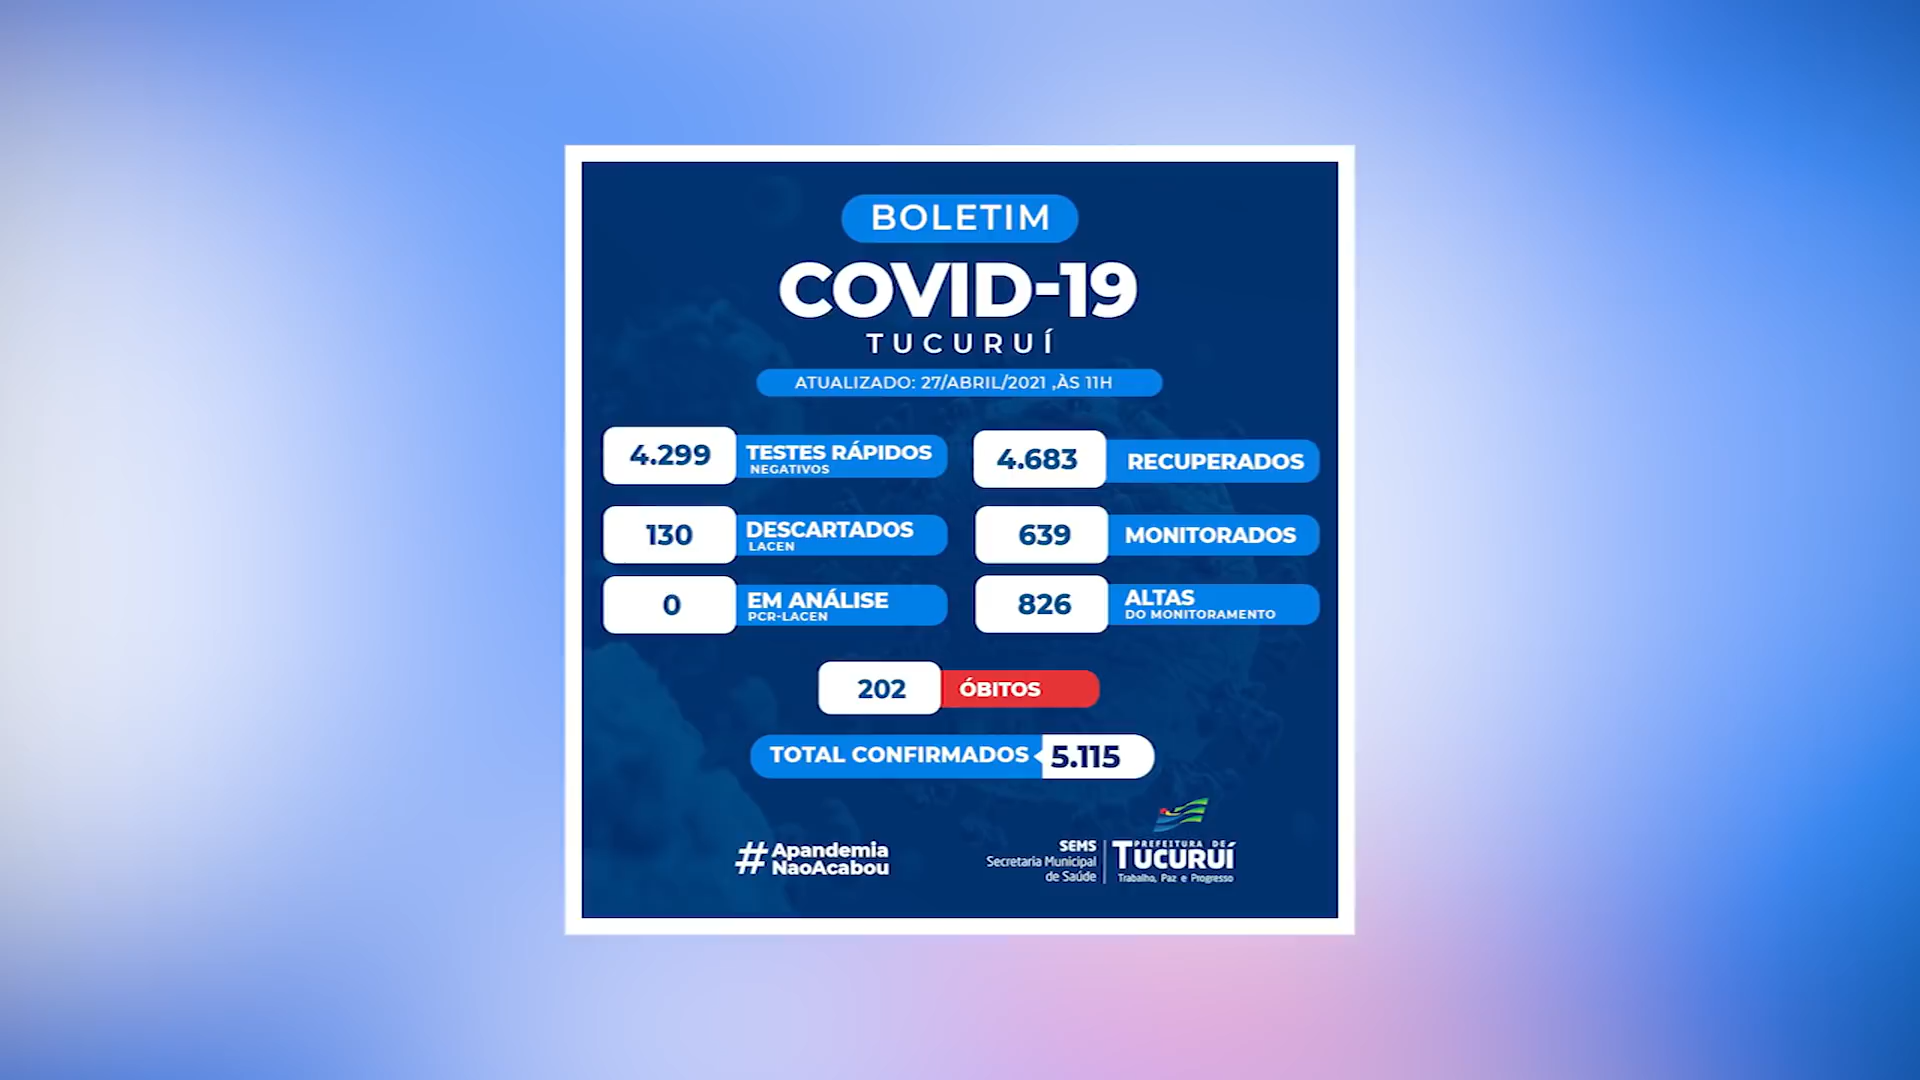 BOLETIM
COVID-19
TUCURUÍ
ATUALIZADO: 27/ABRIL/2021 ,ÀS 11H
4.299 TESTES RÁPIDOS
NEGATIVOS
4.683 RECUPERADOS
130 DESCARTADOS
LACEN
639 MONITORADOS
0 EM ANÁLISE
PCR-LACEN
826 ALTAS
DO MONITORAMENTO
202 ÓBITOS
TOTAL CONFIRMADOS 5.115
#Apandemia
NaoAcabou
SEMS
Secretaria Municipal
de Saúde
PREFEITURA DE
TUCURUÍ
Trabalho, Paz e Progresso